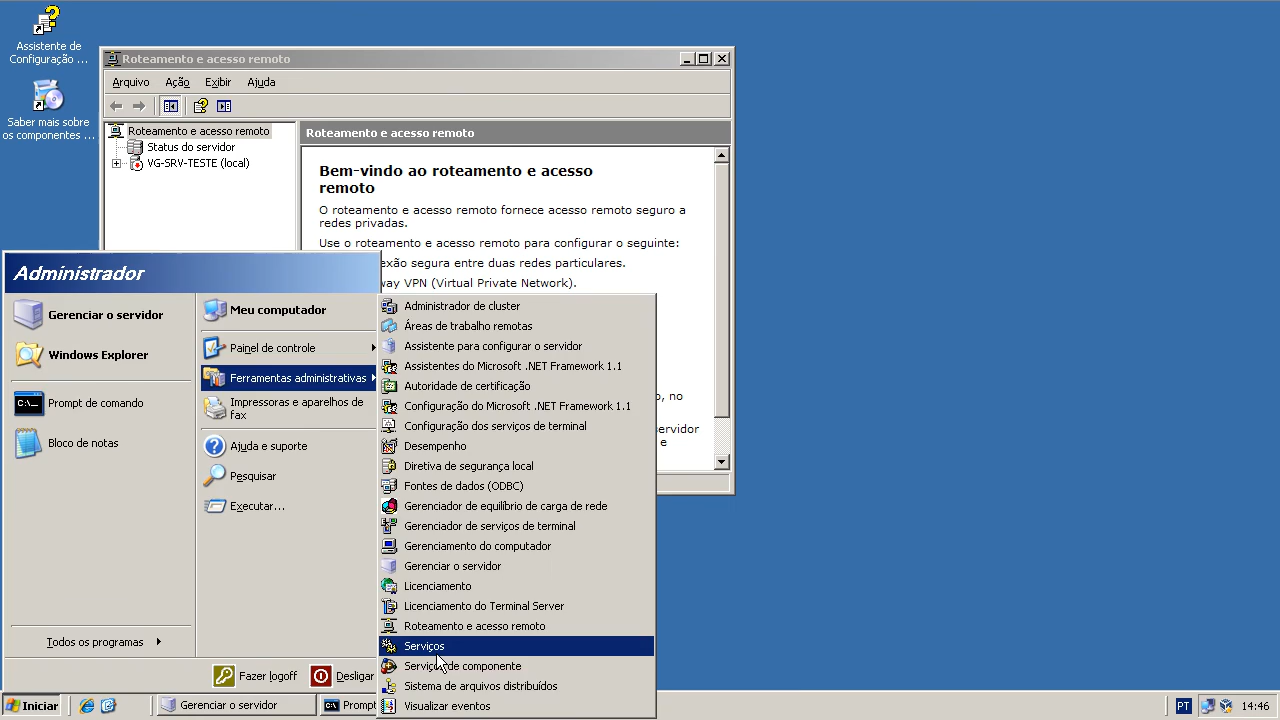 Assistente de
Configuração ...
Saber mais sobre
os componentes ...
Roteamento e acesso remoto
Arquivo Ação Exibir Ajuda
Roteamento e acesso remoto
Status do servidor
VG-SRV-TESTE (local)
Roteamento e acesso remoto
Bem-vindo ao roteamento e acesso
remoto
O roteamento e acesso remoto fornece acesso remoto seguro a
redes privadas.
Use o roteamento e acesso remoto para configurar o seguinte:
exão segura entre duas redes particulares.
way VPN (Virtual Private Network).
o, no
servidor
e
Administrador
Gerenciar o servidor
Windows Explorer
Prompt de comando
Bloco de notas
Todos os programas
Meu computador
Painel de controle
Ferramentas administrativas
Impressoras e aparelhos de
fax
Ajuda e suporte
Pesquisar
Executar...
Fazer logoff Desligar
Administrador de cluster
Áreas de trabalho remotas
Assistente para configurar o servidor
Assistentes do Microsoft .NET Framework 1.1
Autoridade de certificação
Configuração do Microsoft .NET Framework 1.1
Configuração dos serviços de terminal
Desempenho
Diretiva de segurança local
Fontes de dados (ODBC)
Gerenciador de equilíbrio de carga de rede
Gerenciador de serviços de terminal
Gerenciamento do computador
Gerenciar o servidor
Licenciamento
Licenciamento do Terminal Server
Roteamento e acesso remoto
Serviços
Serviços de componente
Sistema de arquivos distribuídos
Visualizar eventos
Iniciar Gerenciar o servidor Prompt PT 14:46